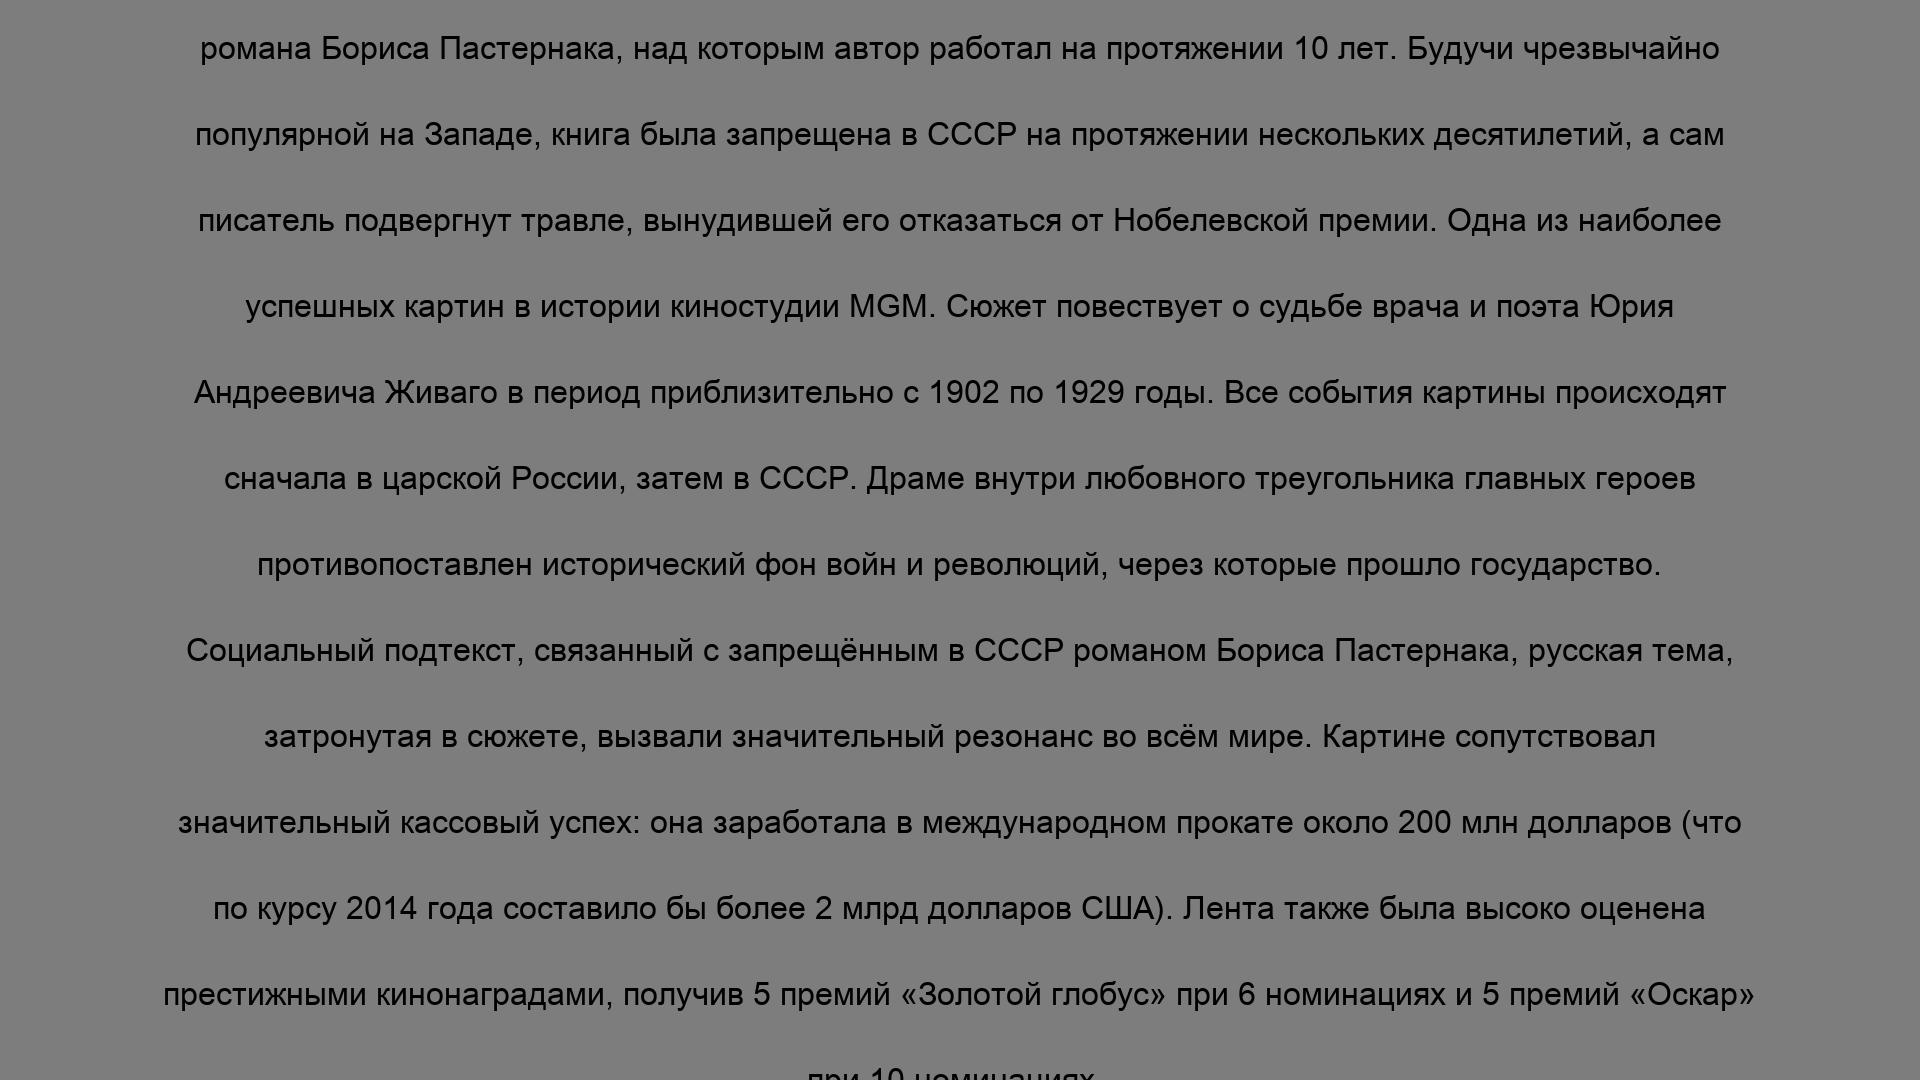 романа Бориса Пастернака, над которым автор работал на протяжении 10 лет. Будучи чрезвычайно
популярной на Западе, книга была запрещена в СССР на протяжении нескольких десятилетий, а сам
писатель подвергнут травле, вынудившей его отказаться от Нобелевской премии. Одна из наиболее
успешных картин в истории киностудии MGM. Сюжет повествует о судьбе врача и поэта Юрия
Андреевича Живаго в период приблизительно с 1902 по 1929 годы. Все события картины происходят
сначала в царской России, затем в СССР. Драме внутри любовного треугольника главных героев
противопоставлен исторический фон войн и революций, через которые прошло государство.
Социальный подтекст, связанный с запрещённым в СССР романом Бориса Пастернака, русская тема,
затронутая в сюжете, вызвали значительный резонанс во всём мире. Картине сопутствовал
значительный кассовый успех: она заработала в международном прокате около 200 млн долларов (что
по курсу 2014 года составило бы более 2 млрд долларов США). Лента также была высоко оценена
престижными кинонаградами, получив 5 премий «Золотой глобус» при 6 номинациях и 5 премий «Оскар»
при 10 номинациях